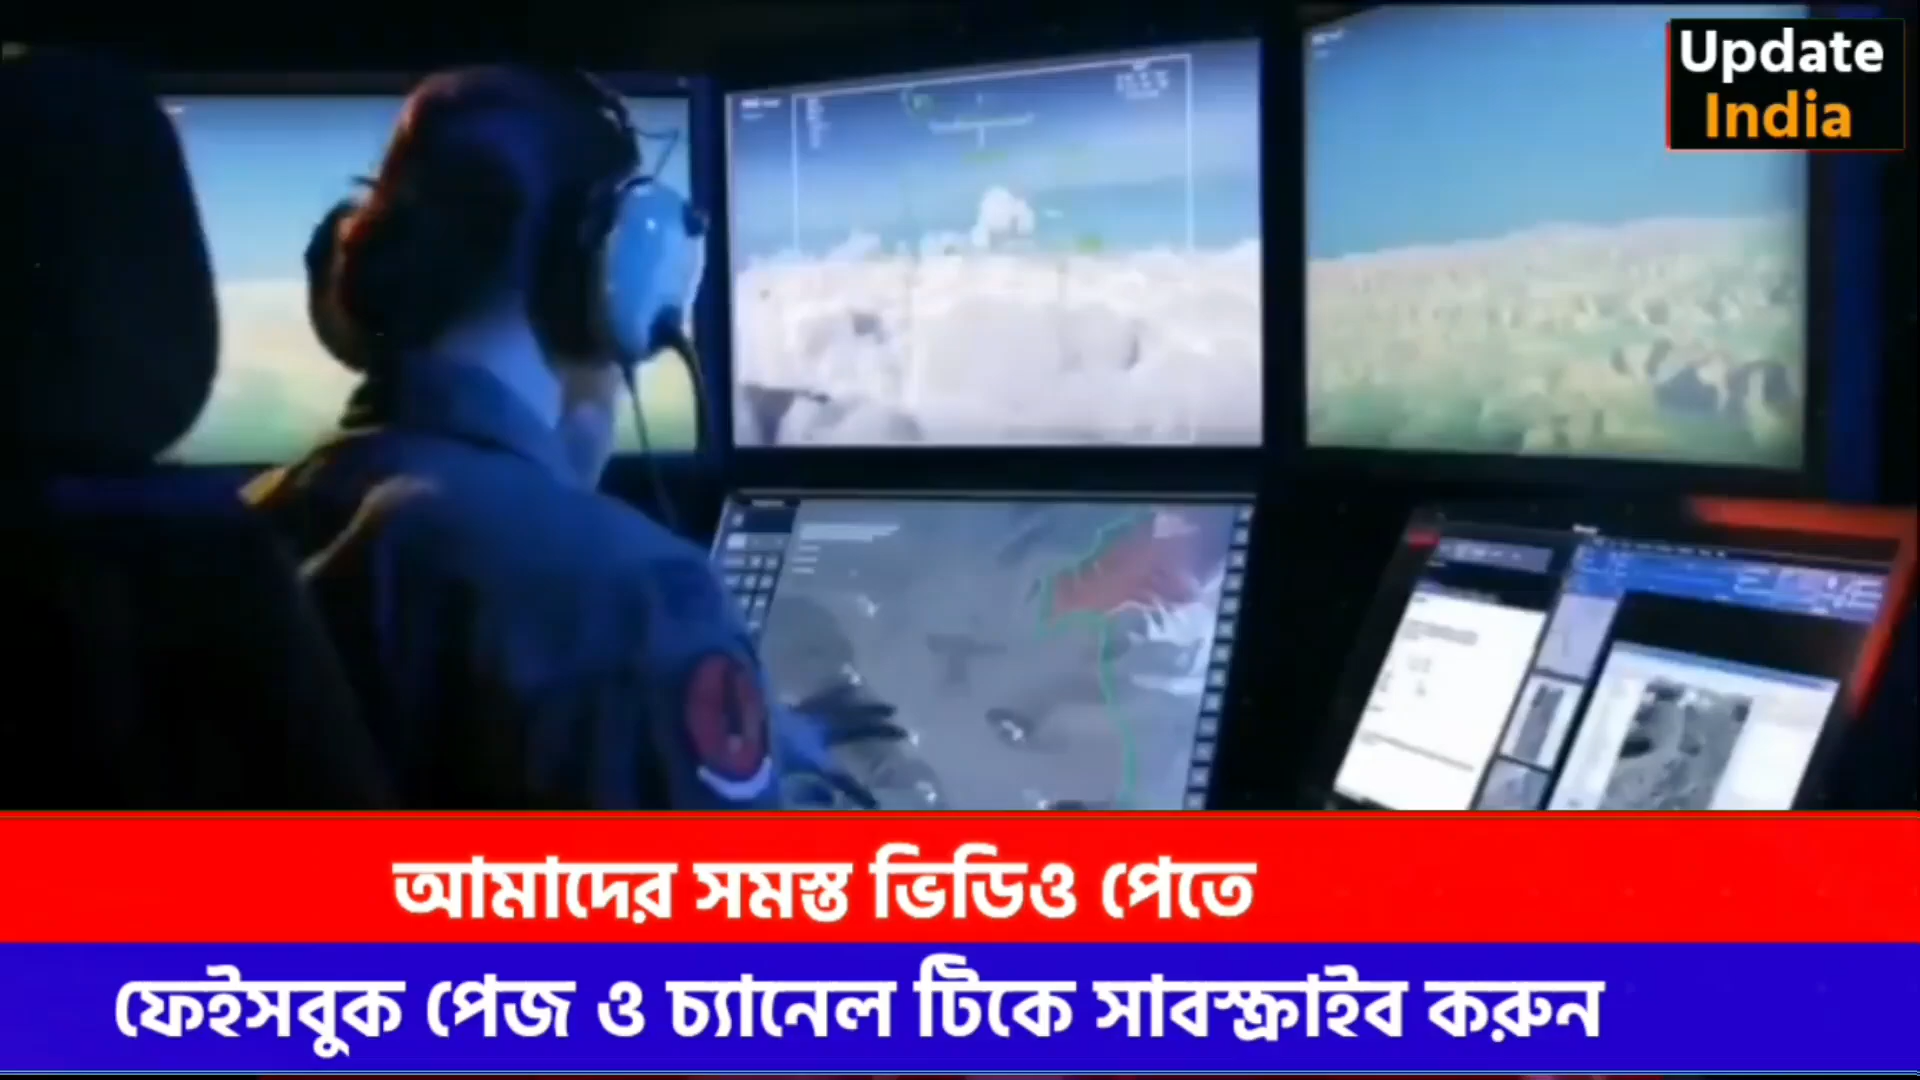 Update
India
আমাদের সমস্ত ভিডিও পেতে
ফেইসবুক পেজ ও চ্যানেল টিকে সাবস্ক্রাইব করুন